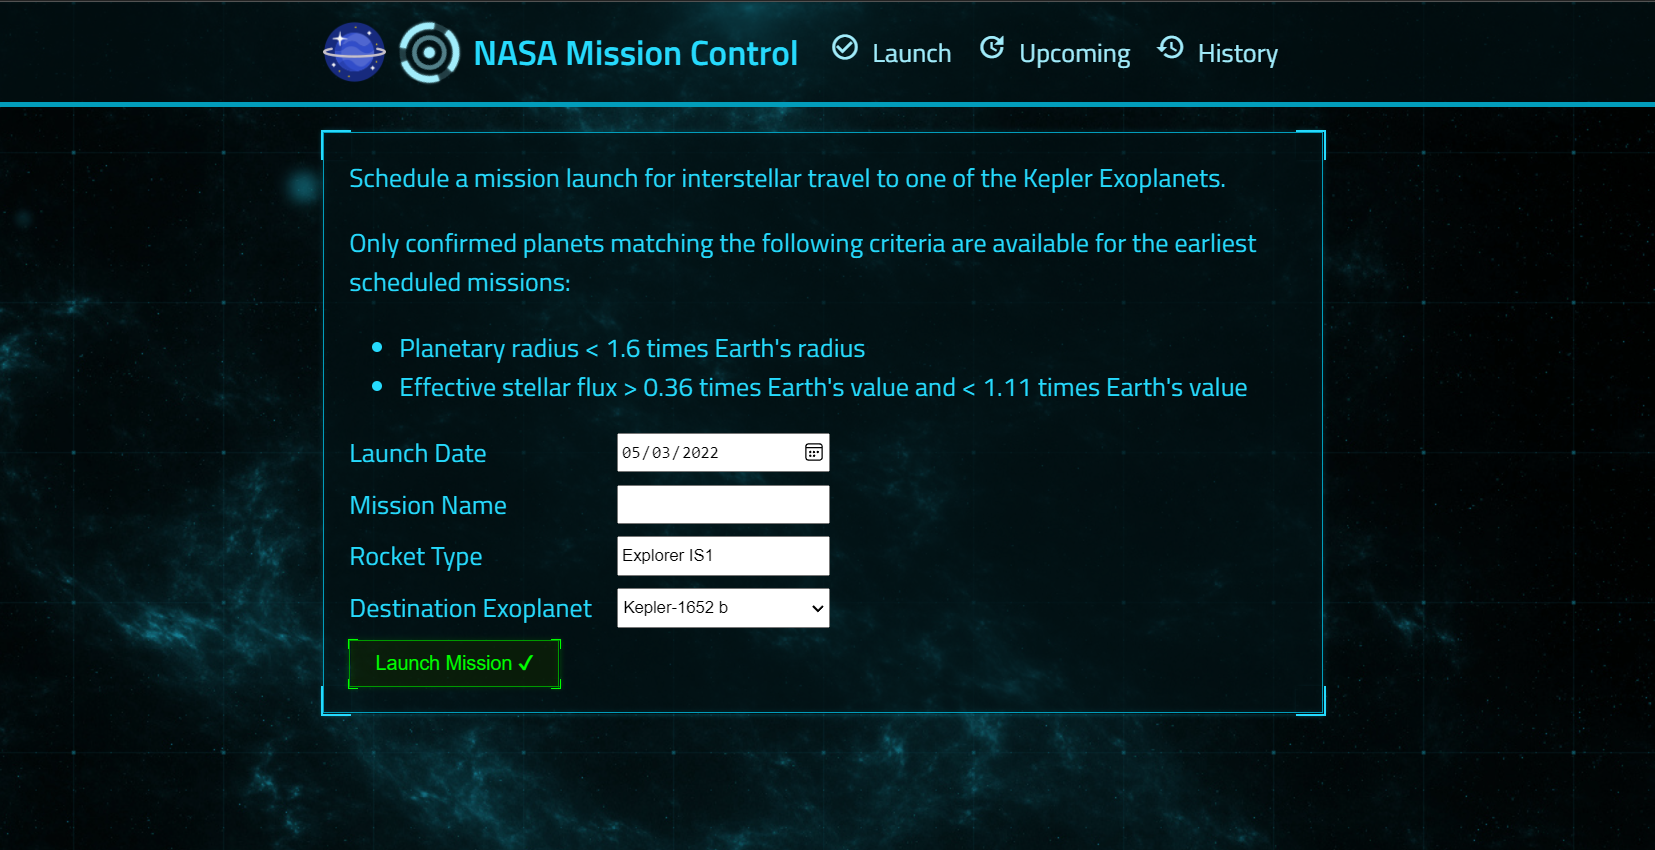 NASA Mission Control
Launch
Upcoming
History
Schedule a mission launch for interstellar travel to one of the Kepler Exoplanets.
Only confirmed planets matching the following criteria are available for the earliest
scheduled missions:
Planetary radius < 1.6 times Earth's radius
Effective stellar flux > 0.36 times Earth's value and < 1.11 times Earth's value
Launch Date 05/03/2022
Mission Name
Rocket Type Explorer IS1
Destination Exoplanet Kepler-1652 b
Launch Mission ✓